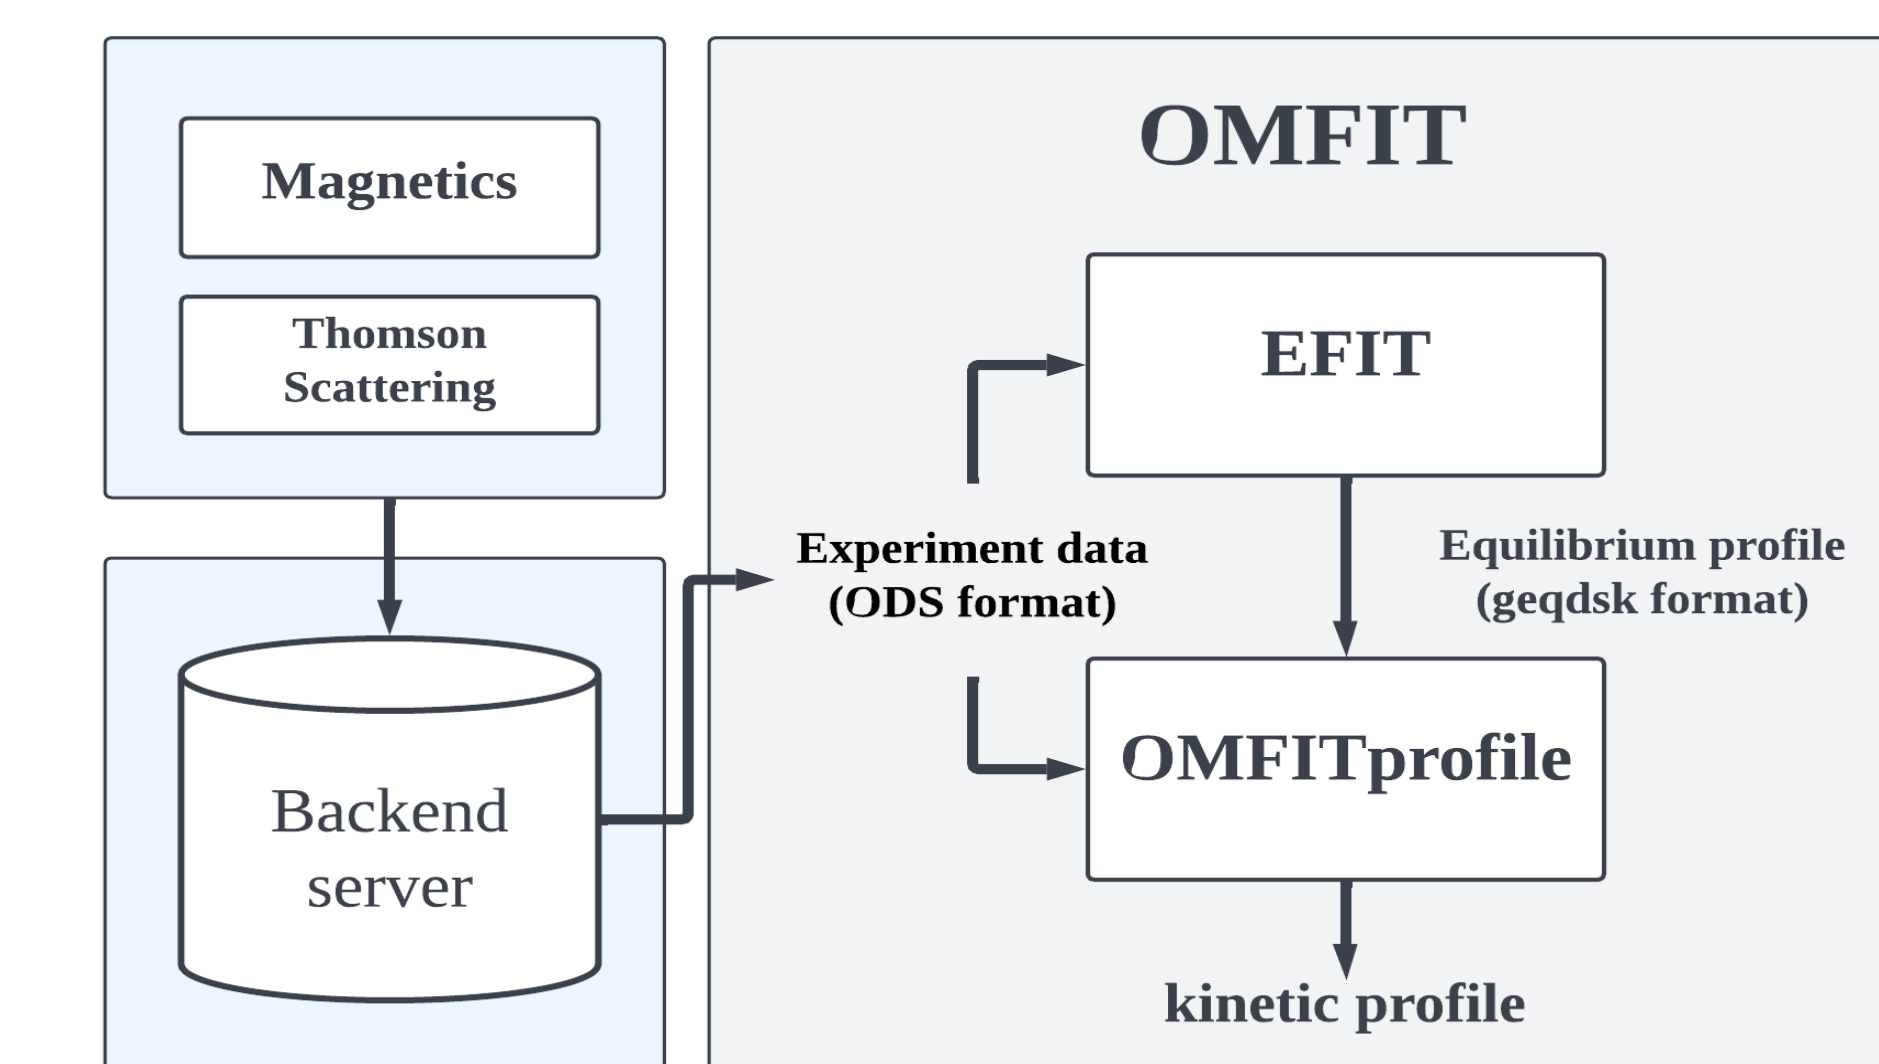 Magnetics
Thomson
Scattering
Backend
server
OMFIT
EFIT
Experiment data
(ODS format)
Equilibrium profile
(geqdsk format)
OMFITprofile
kinetic profile